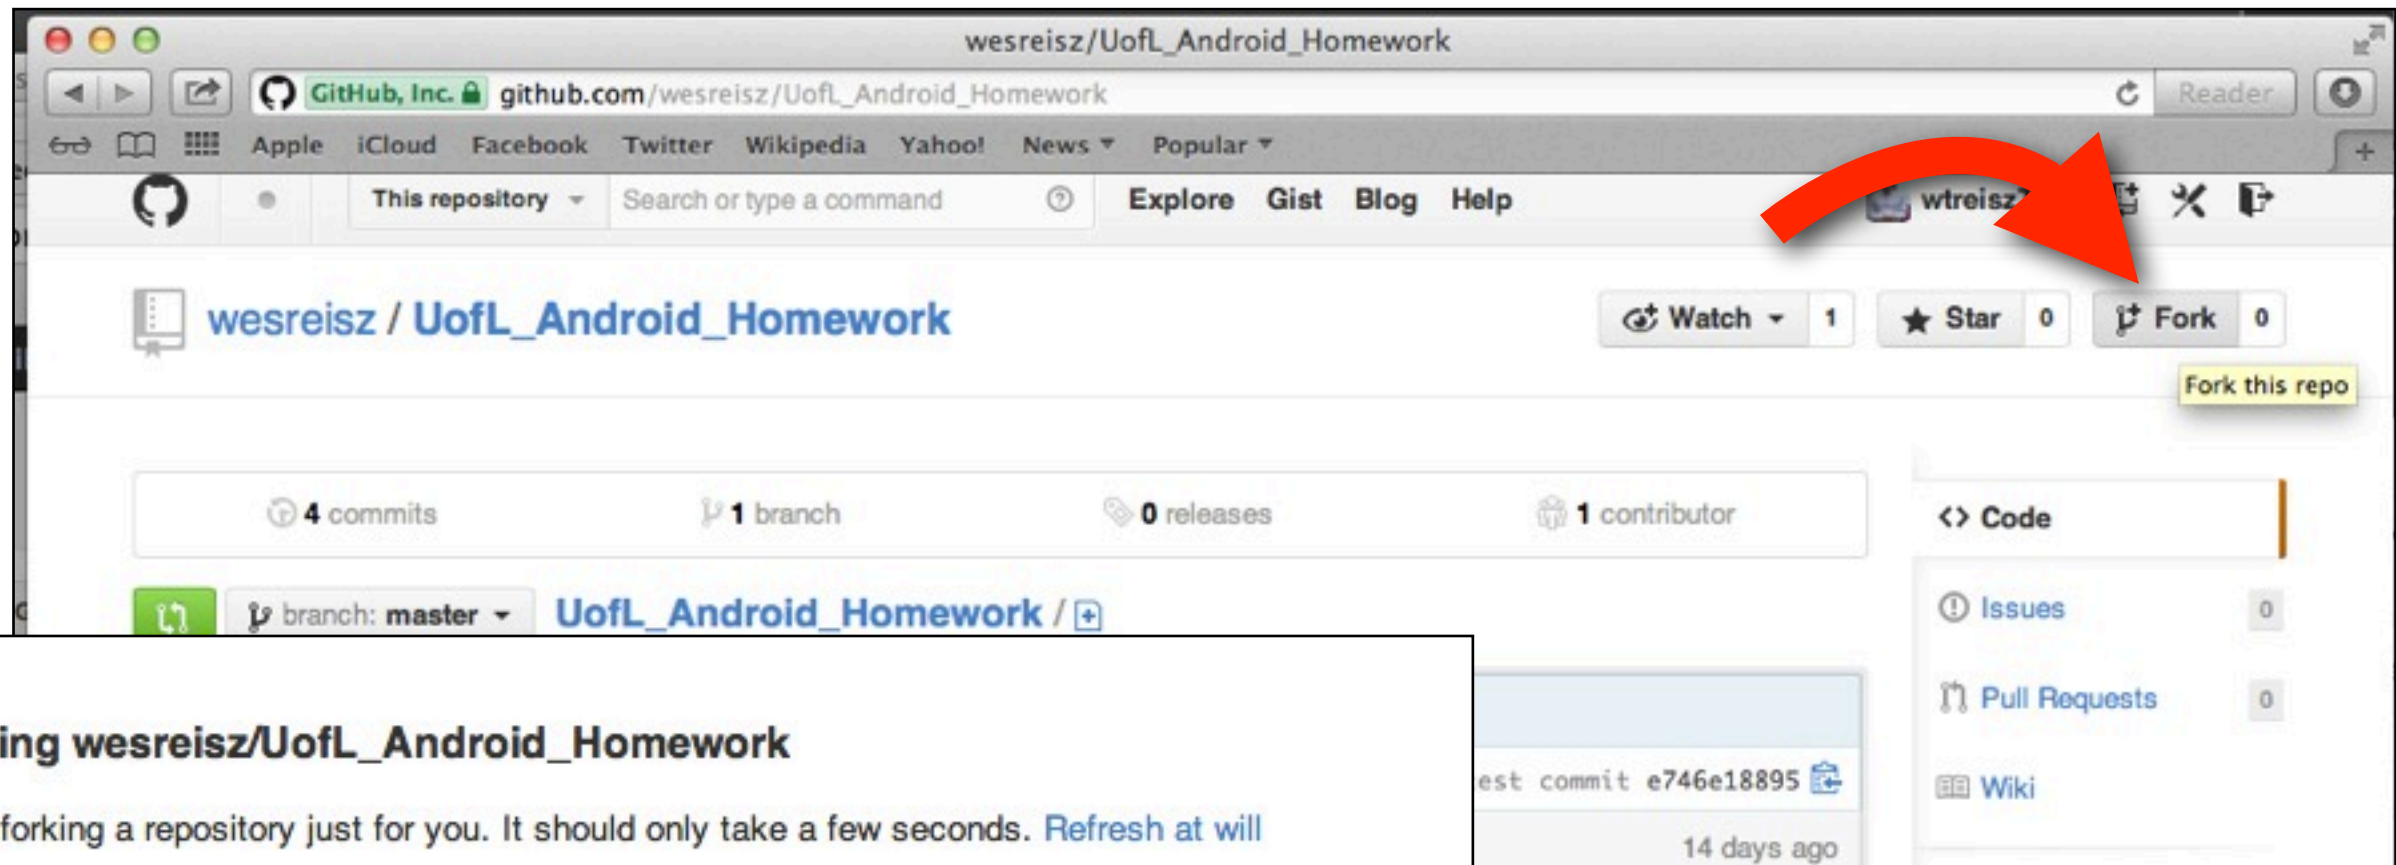 wesreisz/UofL_Android_Homework
GitHub, Inc. github.com/wesreisz/UofL_Android_Homework Reader
Apple iCloud Facebook Twitter Wikipedia Yahoo! News Popular +
This repository Search or type a command Explore Gist Blog Help wtreisz
wesreisz / UofL_Android_Homework Watch 1 Star 0 Fork 0
Fork this repo
4 commits 1 branch 0 releases 1 contributor
<> Code
branch: master UofL_Android_Homework /
Issues 0
Pull Requests 0
ing wesreisz/UofL_Android_Homework
est commit e746e18895
Wiki
forking a repository just for you. It should only take a few seconds. Refresh at will
14 days ago